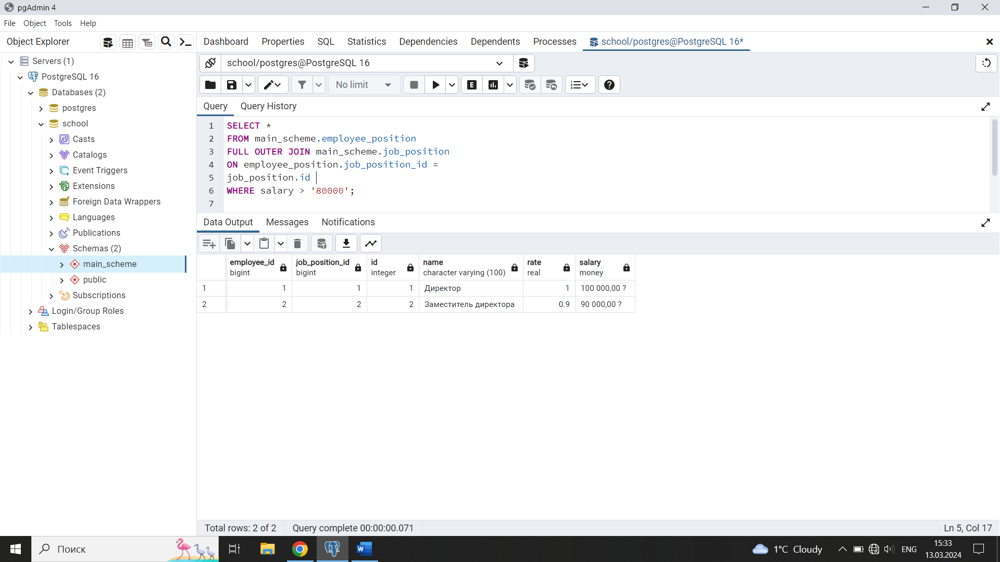 pgAdmin 4
File Object Tools Help
Object Explorer
Dashboard Properties SQL Statistics Dependencies Dependents Processes school/postgres@PostgreSQL 16*
Servers (1)
PostgreSQL 16
Databases (2)
postgres
school
Casts
Catalogs
Event Triggers
Extensions
Foreign Data Wrappers
Languages
Publications
Schemas (2)
main_scheme
public
Subscriptions
Login/Group Roles
Tablespaces
school/postgres@PostgreSQL 16
No limit
E
Query Query History
1 SELECT *
2 FROM main_scheme.employee_position
3 FULL OUTER JOIN main_scheme.job_position
4 ON employee_position.job_position_id =
5 job_position.id
6 WHERE salary > '80000';
7
Data Output Messages Notifications
employee_id job_position_id id name rate salary
bigint bigint integer character varying (100) real money
1 1 1 1 Директор 1 100 000,00 ?
2 2 2 2 Заместитель директора 0.9 90 000,00 ?
Total rows: 2 of 2 Query complete 00:00:00.071 Ln 5, Col 17
Поиск
1°C Cloudy
ENG
15:33
13.03.2024